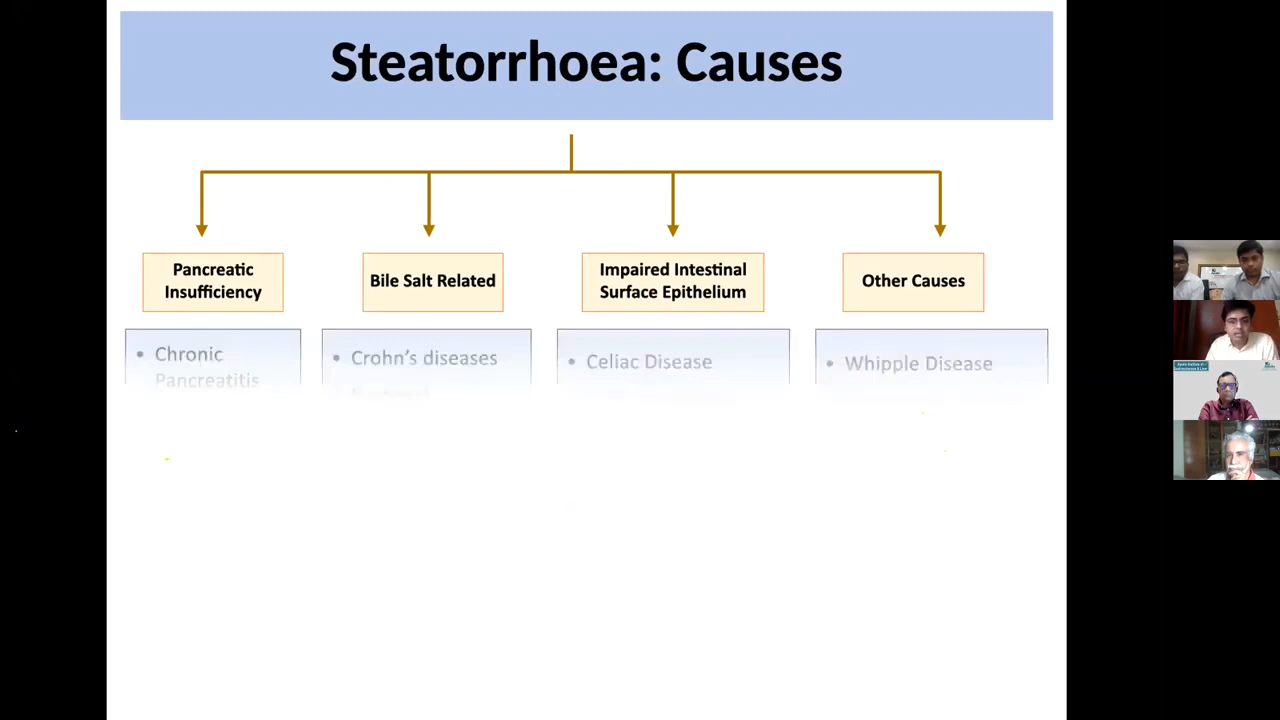 Steatorrhoea: Causes
Pancreatic
Insufficiency
Bile Salt Related
Impaired Intestinal
Surface Epithelium
Other Causes
• Chronic
Pancreatitis
• Crohn's diseases
• Celiac Disease
• Whipple Disease